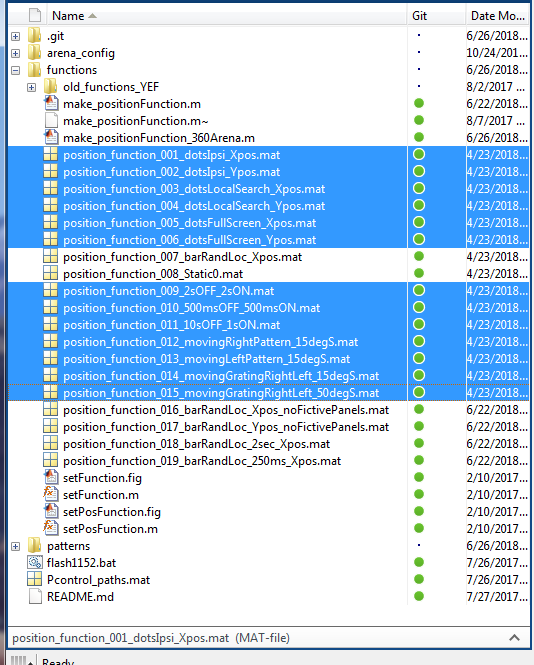 Name Git Date Mo...
.git 6/26/2018...
arena_config 10/24/201...
functions 6/26/2018...
old_functions_YEF 8/2/2017 ...
make_positionFunction.m 6/22/2018...
make_positionFunction.m~ 8/7/2017 ...
make_positionFunction_360Arena.m 6/26/2018...
position_function_001_dotsIpsi_Xpos.mat 4/23/2018...
position_function_002_dotsIpsi_Ypos.mat 4/23/2018...
position_function_003_dotsLocalSearch_Xpos.mat 4/23/2018...
position_function_004_dotsLocalSearch_Ypos.mat 4/23/2018...
position_function_005_dotsFullScreen_Xpos.mat 4/23/2018...
position_function_006_dotsFullScreen_Ypos.mat 4/23/2018...
position_function_007_barRandLoc_Xpos.mat 4/23/2018...
position_function_008_Static0.mat 4/23/2018...
position_function_009_2sOFF_2sON.mat 4/23/2018...
position_function_010_500msOFF_500msON.mat 4/23/2018...
position_function_011_10sOFF_1sON.mat 4/23/2018...
position_function_012_movingRightPattern_15degS.mat 4/23/2018...
position_function_013_movingLeftPattern_15degS.mat 4/23/2018...
position_function_014_movingGratingRightLeft_15degS.mat 4/23/2018...
position_function_015_movingGratingRightLeft_50degS.mat 4/23/2018...
position_function_016_barRandLoc_Xpos_noFictivePanels.mat 6/22/2018...
position_function_017_barRandLoc_Ypos_noFictivePanels.mat 6/22/2018...
position_function_018_barRandLoc_2sec_Xpos.mat 6/22/2018...
position_function_019_barRandLoc_250ms_Xpos.mat 6/22/2018...
setFunction.fig 2/10/2017...
setFunction.m 2/10/2017...
setPosFunction.fig 2/10/2017...
setPosFunction.m 2/10/2017...
patterns 6/26/2018...
flash1152.bat 7/26/2017...
Pcontrol_paths.mat 7/26/2017...
README.md 7/27/2017...
position_function_001_dotsIpsi_Xpos.mat (MAT-file)
Ready